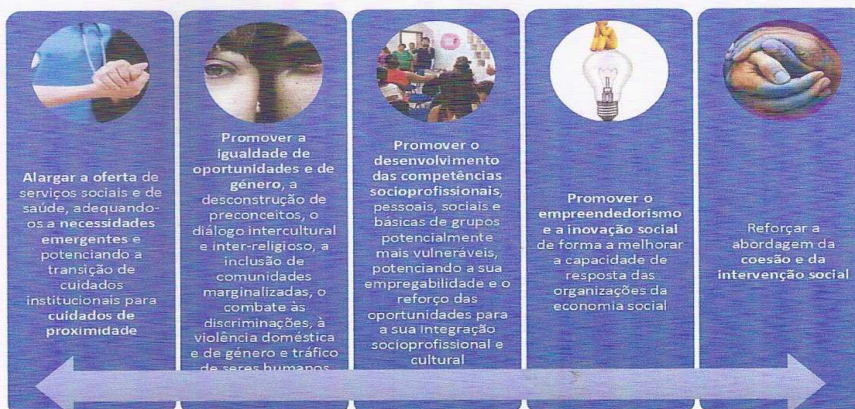 Alargar a oferta de
serviços sociais e de
saúde, adequando-
os a necessidades
emergentes e
potenciando a
transição de
cuidados
institucionais para
cuidados de
proximidade
Promover a
igualdade de
oportunidades e de
género, a
desconstrução de
preconceitos, o
diálogo intercultural
e inter-religioso, a
inclusão de
comunidades
marginalizadas, o
combate às
discriminações, à
violência doméstica
e de género e tráfico
de seres humanos
Promover o
desenvolvimento
das competências
socioprofissionais,
pessoais, sociais e
básicas de grupos
potencialmente
mais vulneráveis,
potenciando a sua
empregabilidade e o
reforço das
oportunidades para
a sua integração
socioprofissional e
cultural
Promover o
empreendedorismo
e a inovação social
de forma a melhorar
a capacidade de
resposta das
organizações da
economia social
Reforçar a
abordagem da
coesão e da
intervenção social